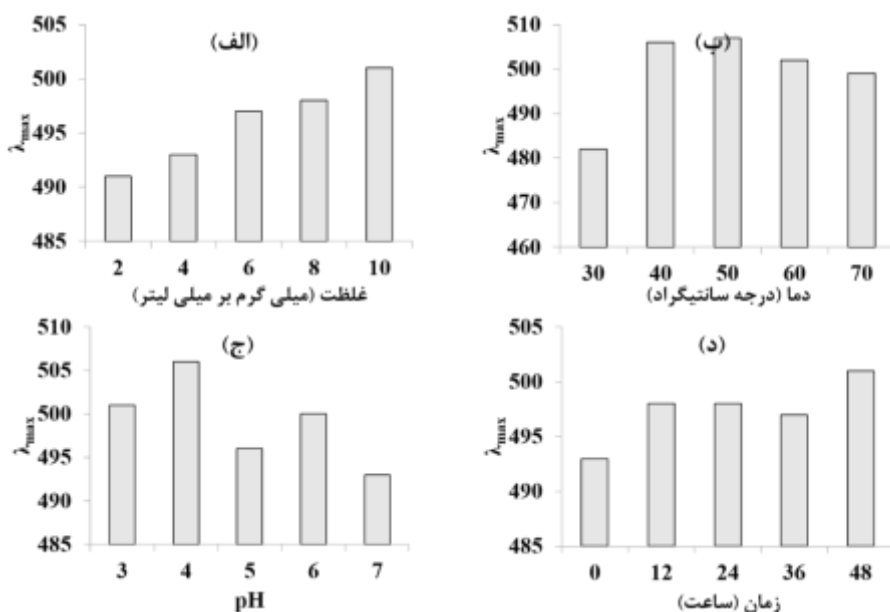 (الف)
505
500
495
490
485
λmax
2 4 6 8 10
غلظت (میلی گرم بر میلی لیتر)
(ب)
510
500
490
480
470
460
λmax
30 40 50 60 70
دما (درجه سانتیگراد)
(ج)
510
505
500
495
490
485
λmax
3 4 5 6 7
pH
(د)
505
500
495
490
485
λmax
0 12 24 36 48
زمان (ساعت)